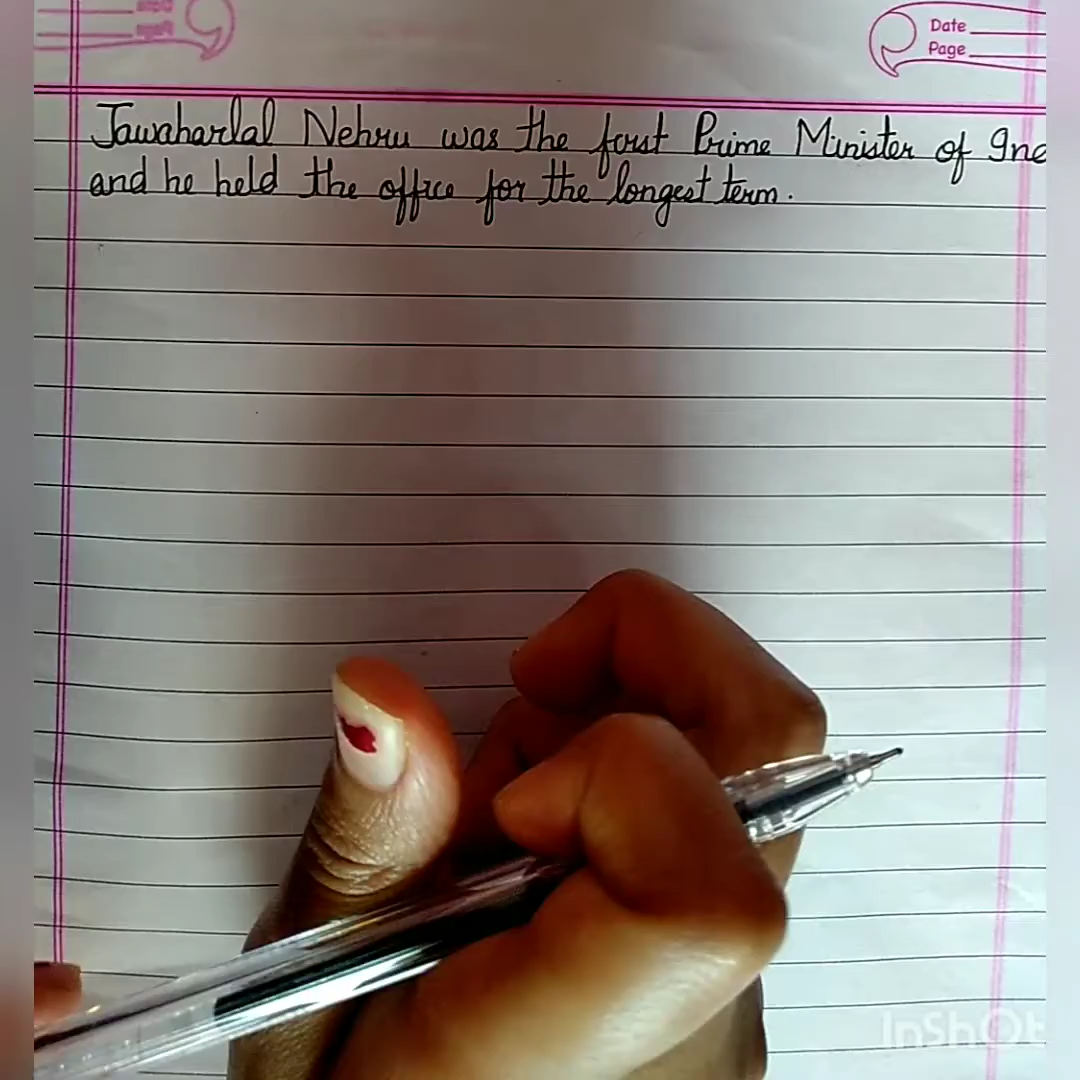 Date
Page
Jawaharlal Nehru was the first Prime Minister of Ind
and he held the office for the longest term.
InShOt